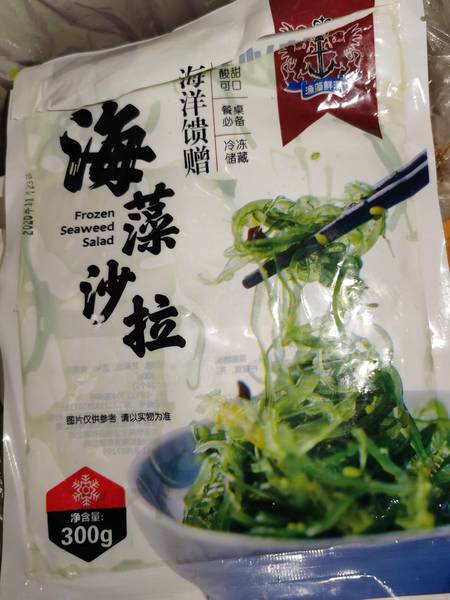 海洋馈赠
酸甜
可口
餐桌
必备
冷冻
储藏
海藻沙拉
Frozen
Seaweed
Salad
图片仅供参考 请以实物为准
净含量:
300g